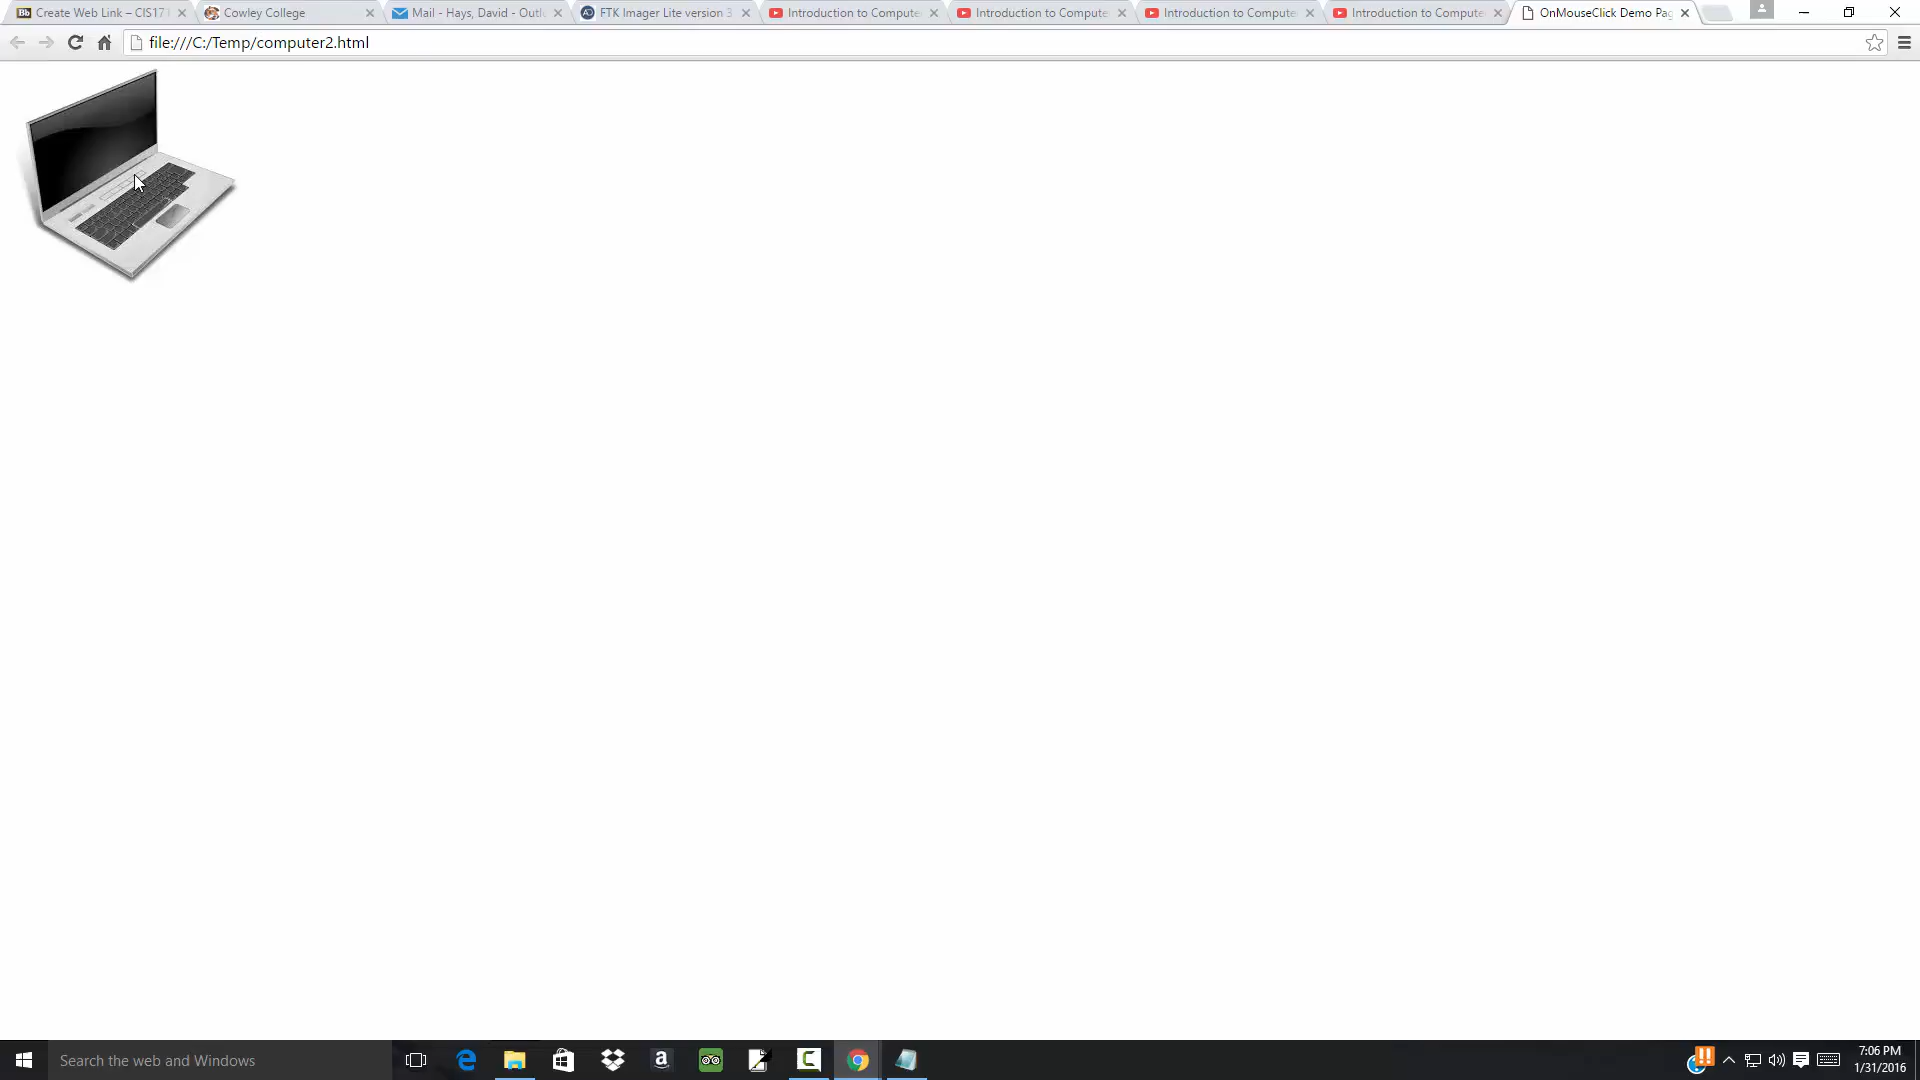 Bb Create Web Link – CIS17
Cowley College
Mail - Hays, David - Outl
FTK Imager Lite version 3
Introduction to Compute
Introduction to Compute
Introduction to Compute
Introduction to Compute
OnMouseClick Demo Pag
file:///C:/Temp/computer2.html
Search the web and Windows
7:06 PM
1/31/2016